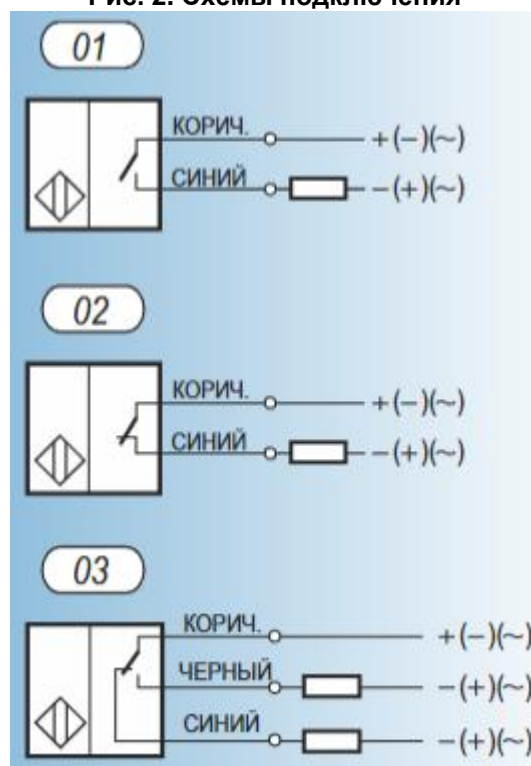 Рис. 2. Схемы подключения
01
КОРИЧ. +(−)(~)
СИНИЙ −(+)(~)
02
КОРИЧ. +(−)(~)
СИНИЙ −(+)(~)
03
КОРИЧ. +(−)(~)
ЧЕРНЫЙ −(+)(~)
СИНИЙ −(+)(~)